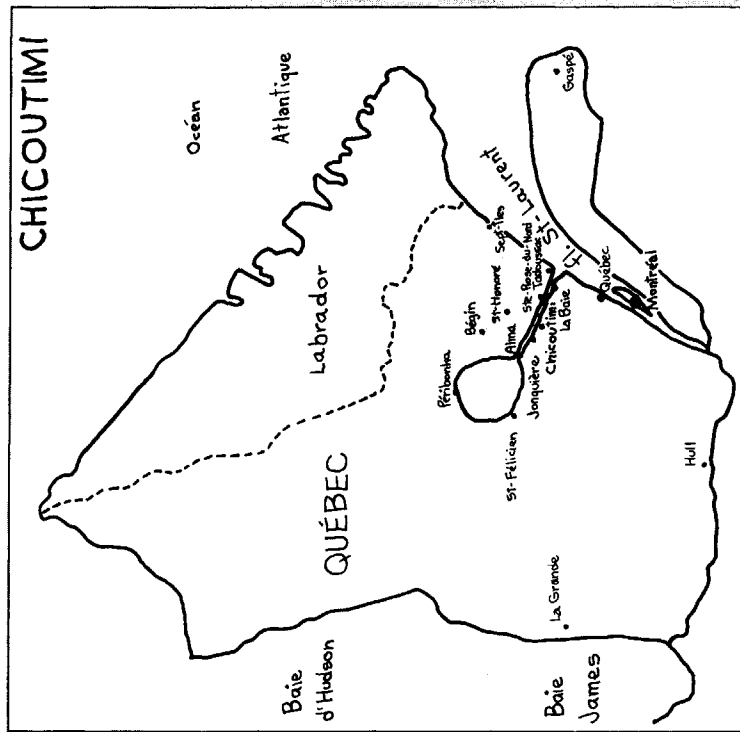 CHICOUTIMI
Océan
Atlantique
Labrador
QUÉBEC
Baie
d'Hudson
Baie
James
La Grande
St-Félicien
Péribonka
Bégin
St-Honoré
Sept-Iles
Alma
Jonquière
Chicoutimi
La Baie
Ste-Rose-du-Nord
Tadoussac
fl. St-Laurent
Gaspé
Québec
Montréal
Hull